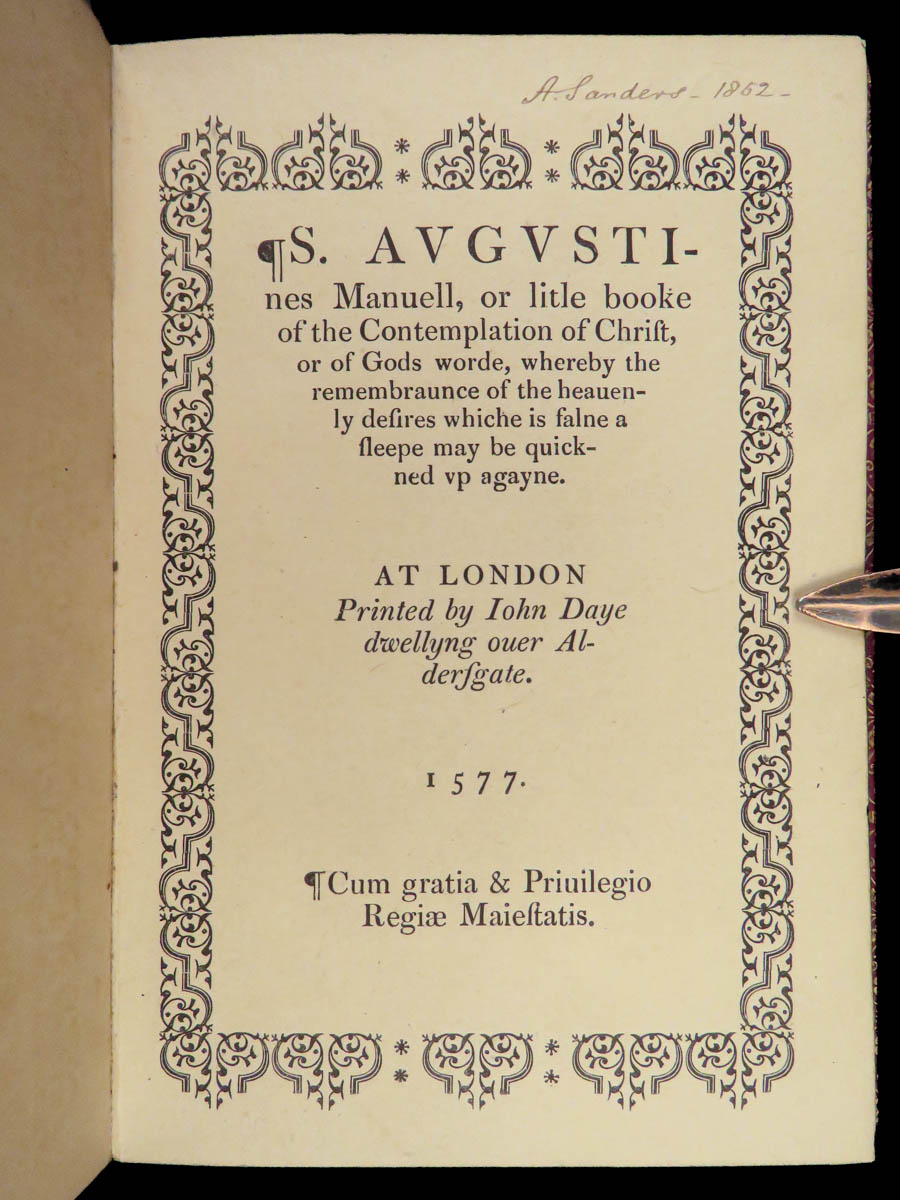 A. Sanders - 1862 -
¶S. AVGVSTI-
nes Manuell, or litle booke
of the Contemplation of Chriſt,
or of Gods worde, whereby the
remembraunce of the heauen-
ly deſires whiche is falne a
ſleepe may be quick-
ned vp agayne.
AT LONDON
Printed by Iohn Daye
dwellyng ouer Al-
derſgate.
1577.
¶Cum gratia & Priuilegio
Regiæ Maieſtatis.